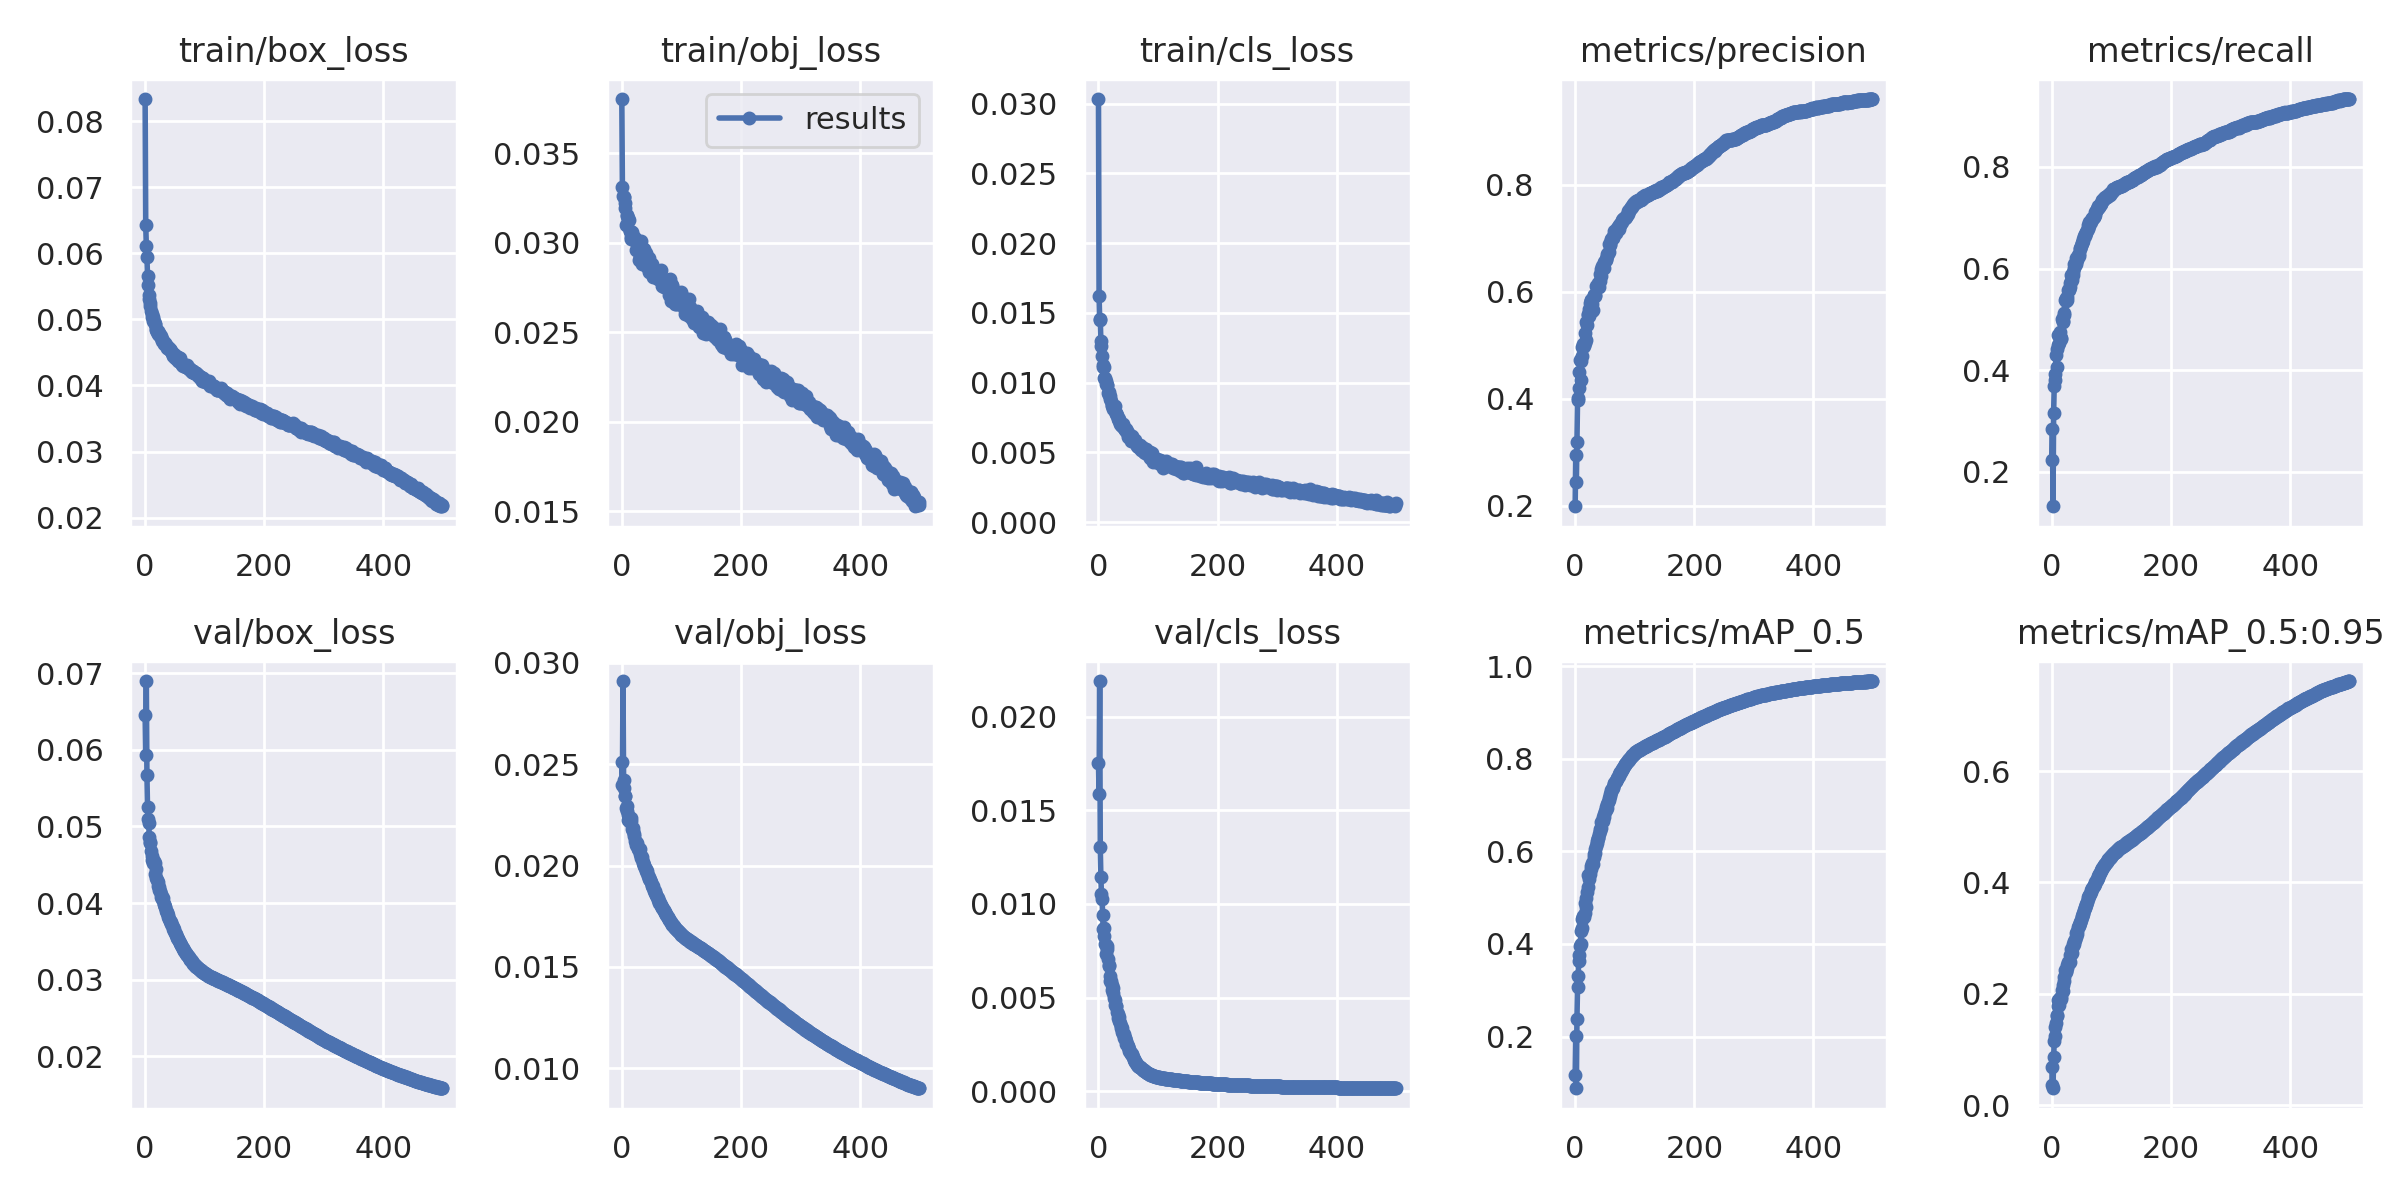 train/box_loss
0.08
0.07
0.06
0.05
0.04
0.03
0.02
0 200 400
train/obj_loss
results
0.035
0.030
0.025
0.020
0.015
0 200 400
train/cls_loss
0.030
0.025
0.020
0.015
0.010
0.005
0.000
0 200 400
metrics/precision
0.8
0.6
0.4
0.2
0 200 400
metrics/recall
0.8
0.6
0.4
0.2
0 200 400
val/box_loss
0.07
0.06
0.05
0.04
0.03
0.02
0 200 400
val/obj_loss
0.030
0.025
0.020
0.015
0.010
0 200 400
val/cls_loss
0.020
0.015
0.010
0.005
0.000
0 200 400
metrics/mAP_0.5
1.0
0.8
0.6
0.4
0.2
0 200 400
metrics/mAP_0.5:0.95
0.6
0.4
0.2
0.0
0 200 400